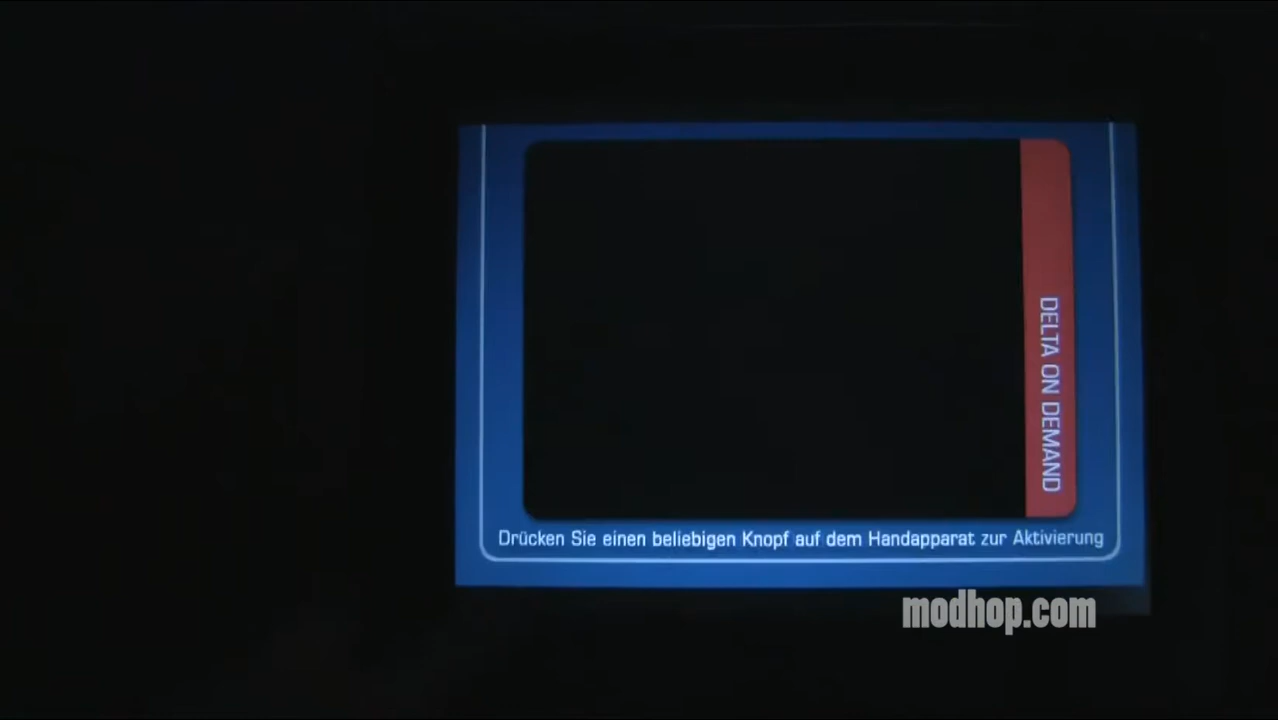 DELTA ON DEMAND
Drücken Sie einen beliebigen Knopf auf dem Handapparat zur Aktivierung
modhop.com